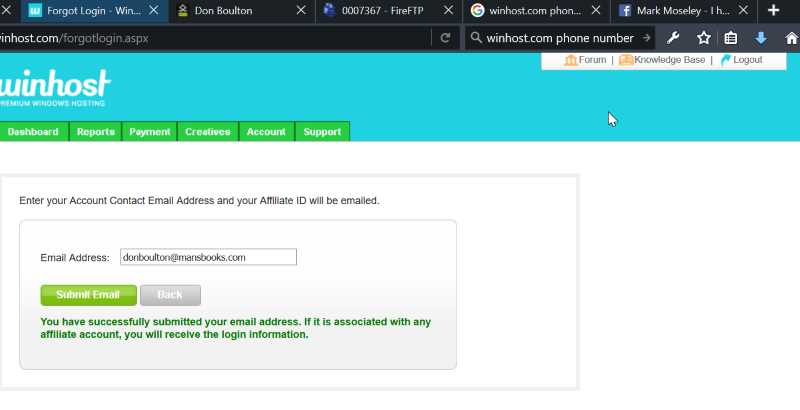 Forgot Login - Winh...
Don Boulton
0007367 - FireFTP
winhost.com phon...
Mark Moseley - I h...
inhost.com/forgotlogin.aspx
winhost.com phone number
Forum | Knowledge Base | Logout
winhost
PREMIUM WINDOWS HOSTING
Dashboard Reports Payment Creatives Account Support
Enter your Account Contact Email Address and your Affiliate ID will be emailed.
Email Address: donboulton@mansbooks.com
Submit Email Back
You have successfully submitted your email address. If it is associated with any
affiliate account, you will receive the login information.